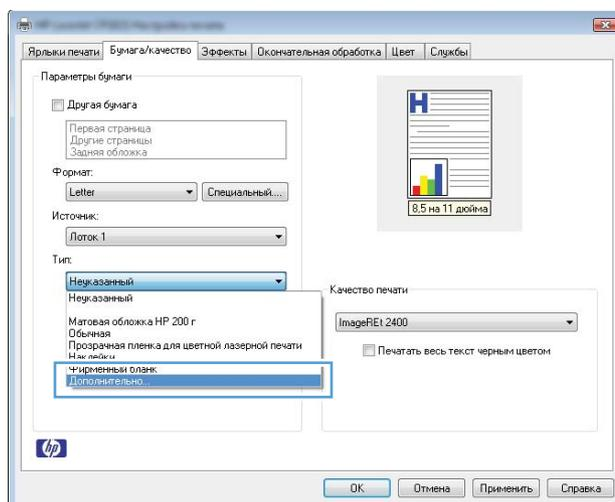 Ярлыки печати Бумага/качество Эффекты Окончательная обработка Цвет Службы
Параметры бумаги
Другая бумага
Первая страница
Другие страницы
Задняя обложка
Формат:
Letter Специальный....
Источник:
Лоток 1
Тип:
Неуказанный
Неуказанный
Матовая обложка HP 200 г
Обычная
Прозрачная пленка для цветной лазерной печати
Наклейки
Фирменный бланк
Дополнительно...
H
8,5 на 11 дюйма
Качество печати
ImageREt 2400
Печатать весь текст черным цветом
hp
OK Отмена Применить Справка